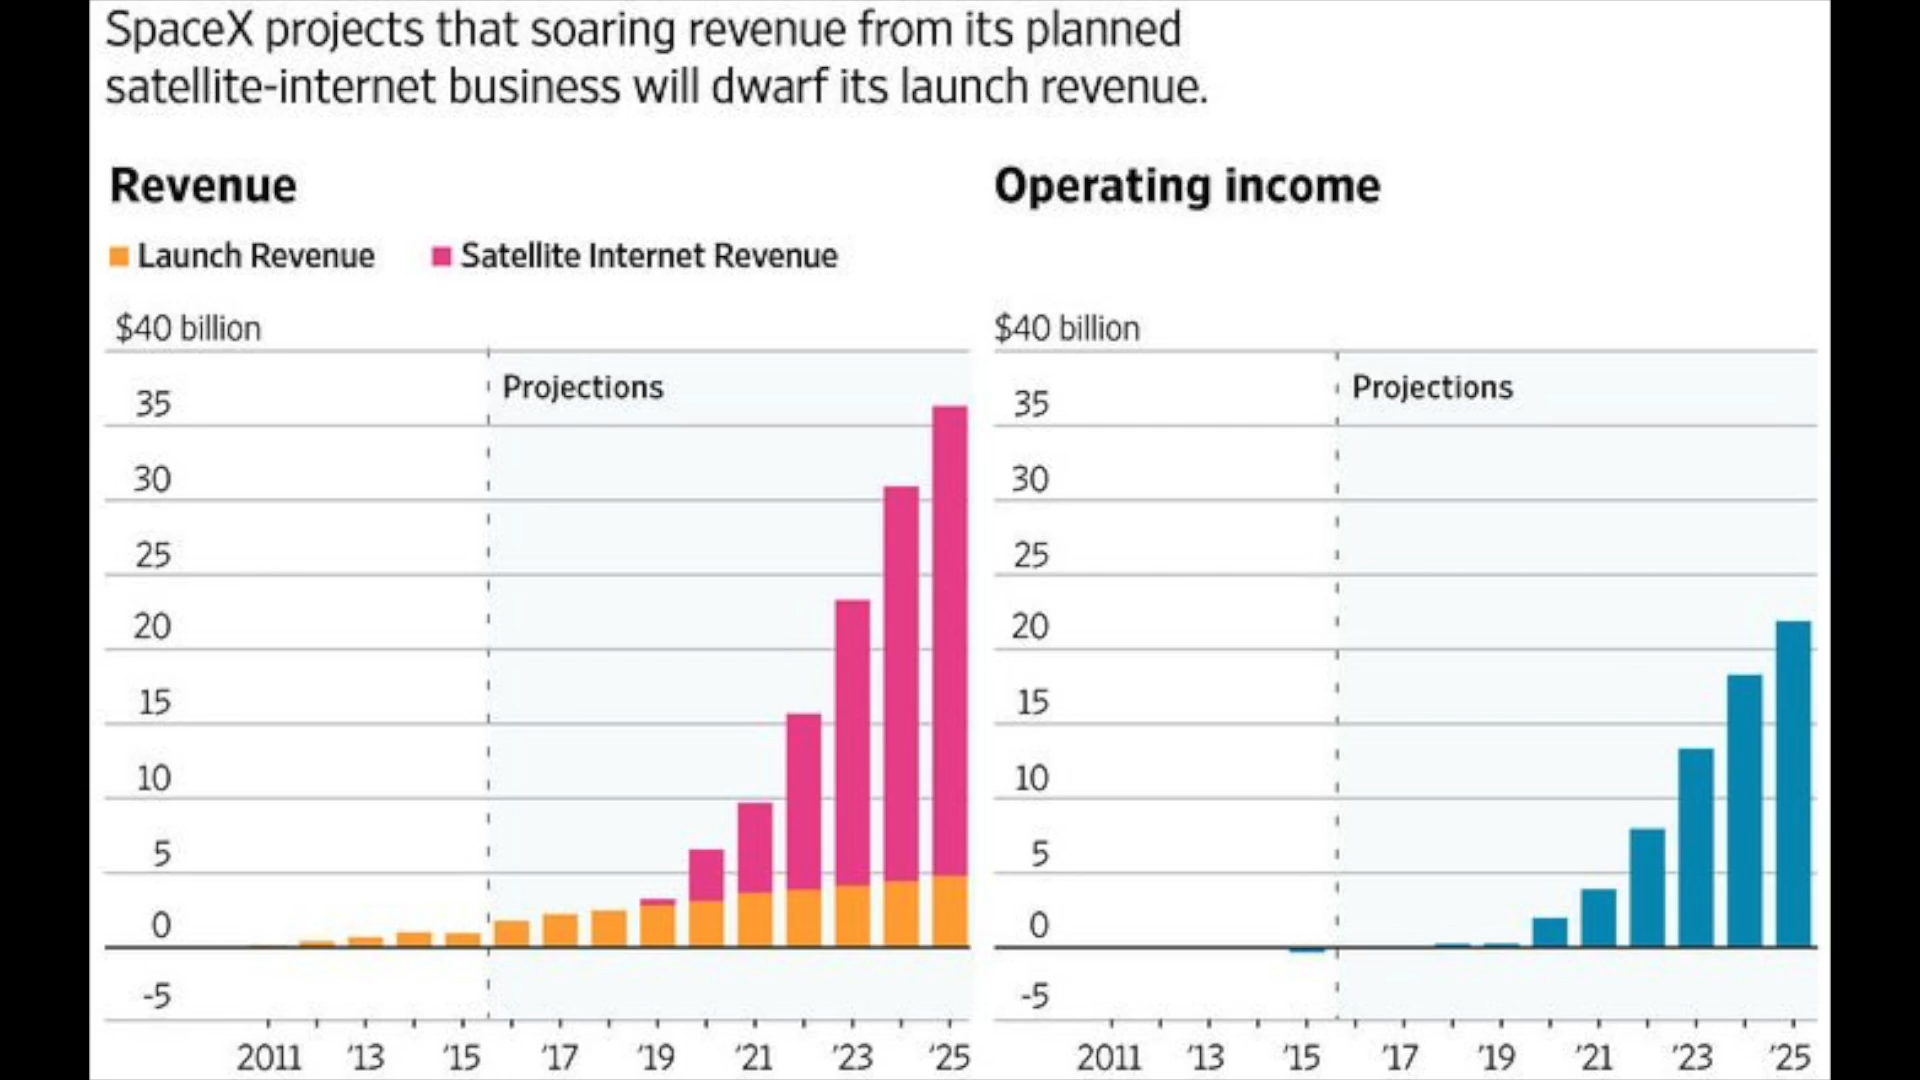 SpaceX projects that soaring revenue from its planned
satellite-internet business will dwarf its launch revenue.
Revenue
Launch Revenue Satellite Internet Revenue
$40 billion
Projections
35
30
25
20
15
10
5
0
-5
2011 '13 '15 '17 '19 '21 '23 '25
Operating income
$40 billion
Projections
35
30
25
20
15
10
5
0
-5
2011 '13 '15 '17 '19 '21 '23 '25